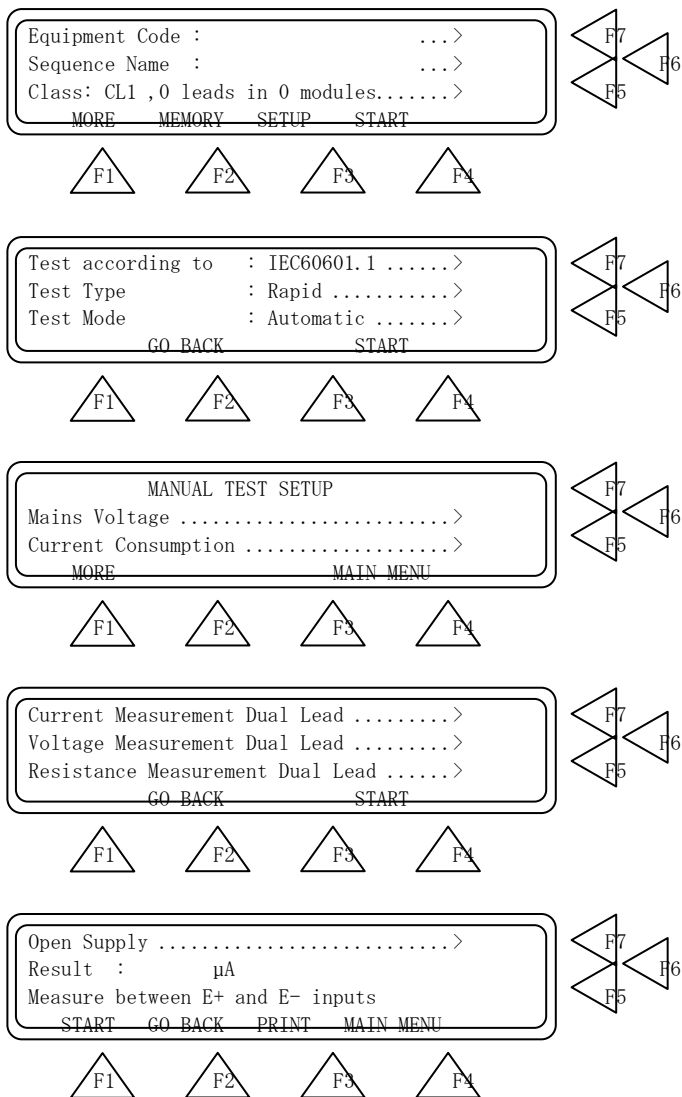 Equipment Code : ...> F7
Sequence Name : ...> F6
Class: CL1 ,0 leads in 0 modules.......> F5
MORE MEMORY SETUP START
F1 F2 F3 F4
Test according to : IEC60601.1 ......> F7
Test Type : Rapid ...........> F6
Test Mode : Automatic .......> F5
GO BACK START
F1 F2 F3 F4
MANUAL TEST SETUP F7
Mains Voltage .........................> F6
Current Consumption ...................> F5
MORE MAIN MENU
F1 F2 F3 F4
Current Measurement Dual Lead .........> F7
Voltage Measurement Dual Lead .........> F6
Resistance Measurement Dual Lead ......> F5
GO BACK START
F1 F2 F3 F4
Open Supply ...........................> F7
Result : µA F6
Measure between E+ and E- inputs F5
START GO BACK PRINT MAIN MENU
F1 F2 F3 F4